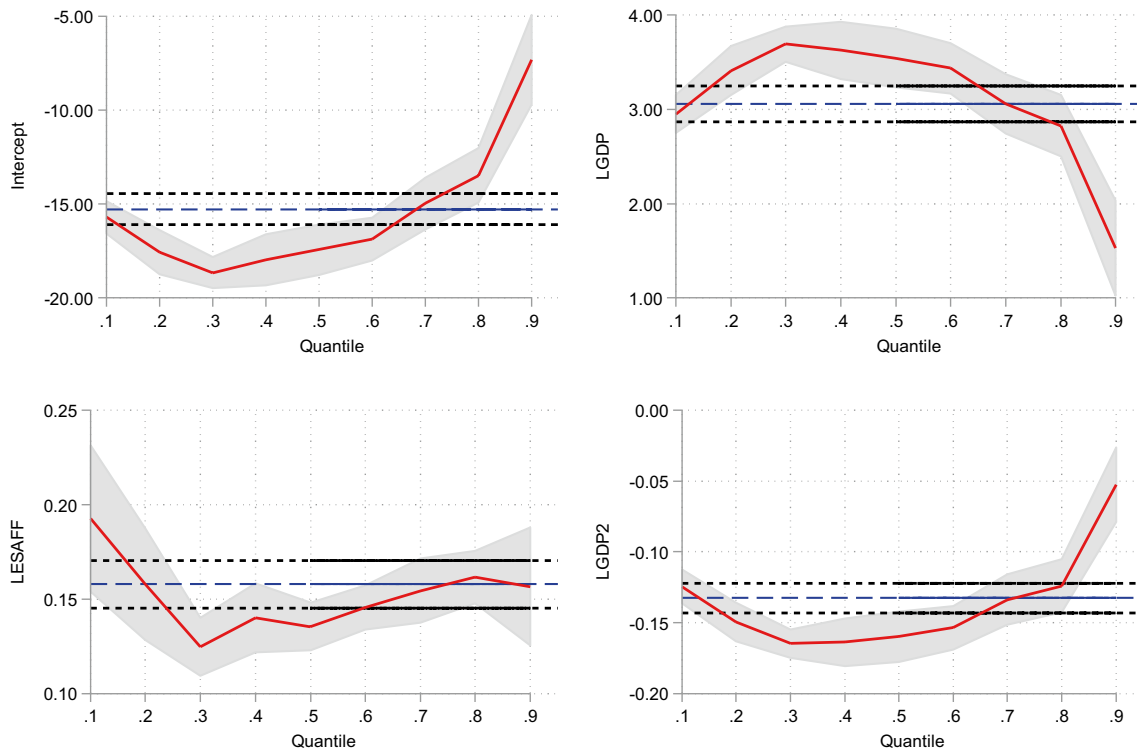 Intercept
-5.00
-10.00
-15.00
-20.00
.1 .2 .3 .4 .5 .6 .7 .8 .9
Quantile
LGDP
4.00
3.00
2.00
1.00
.1 .2 .3 .4 .5 .6 .7 .8 .9
Quantile
LESAFF
0.25
0.20
0.15
0.10
.1 .2 .3 .4 .5 .6 .7 .8 .9
Quantile
LGDP2
0.00
-0.05
-0.10
-0.15
-0.20
.1 .2 .3 .4 .5 .6 .7 .8 .9
Quantile